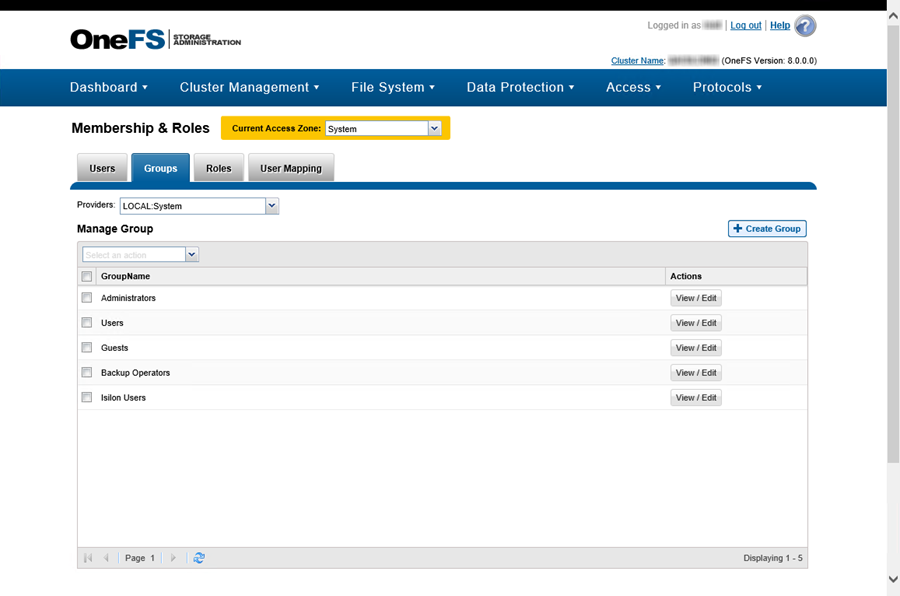 Logged in as | Log out | Help
OneFS STORAGE ADMINISTRATION
Cluster Name: (OneFS Version: 8.0.0.0)
Dashboard Cluster Management File System Data Protection Access Protocols
Membership & Roles Current Access Zone: System
Users Groups Roles User Mapping
Providers: LOCAL:System
Manage Group Create Group
Select an action
GroupName Actions
Administrators View / Edit
Users View / Edit
Guests View / Edit
Backup Operators View / Edit
Isilon Users View / Edit
Page 1 Displaying 1 - 5